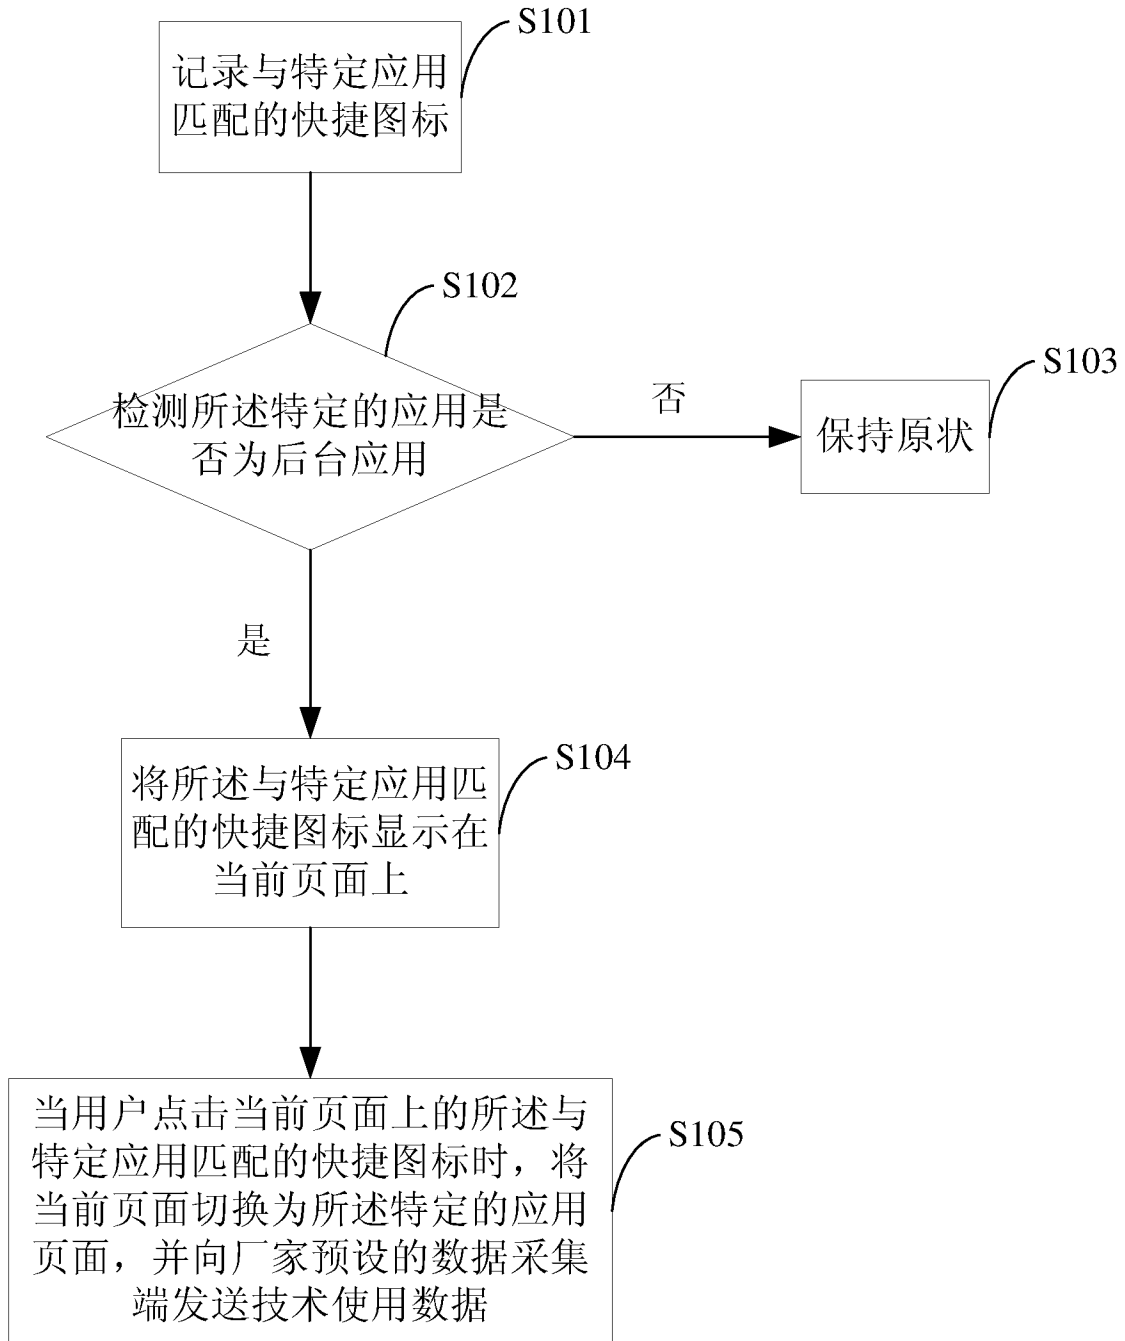 S101
记录与特定应用
匹配的快捷图标
S102
检测所述特定的应用是
否为后台应用
否
S103
保持原状
是
S104
将所述与特定应用匹
配的快捷图标显示在
当前页面上
S105
当用户点击当前页面上的所述与
特定应用匹配的快捷图标时，将
当前页面切换为所述特定的应用
页面，并向厂家预设的数据采集
端发送技术使用数据